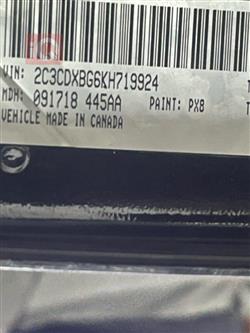 VIN: 2C3CDXBG6KH719924
MDH: 091718 445AA PAINT: PX8
VEHICLE MADE IN CANADA